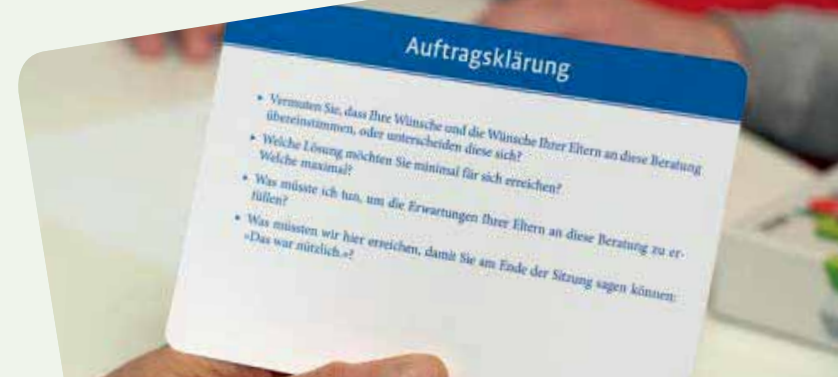 Auftragsklärung
▸ Vermuten Sie, dass Ihre Wünsche und die Wünsche Ihrer Eltern an diese Beratung
übereinstimmen, oder unterscheiden diese sich?
▸ Welche Lösung möchten Sie minimal für sich erreichen?
Welche maximal?
▸ Was müsste ich tun, um die Erwartungen Ihrer Eltern an diese Beratung zu er-
füllen?
▸ Was müssten wir hier erreichen, damit Sie am Ende der Sitzung sagen können:
»Das war nützlich.«?